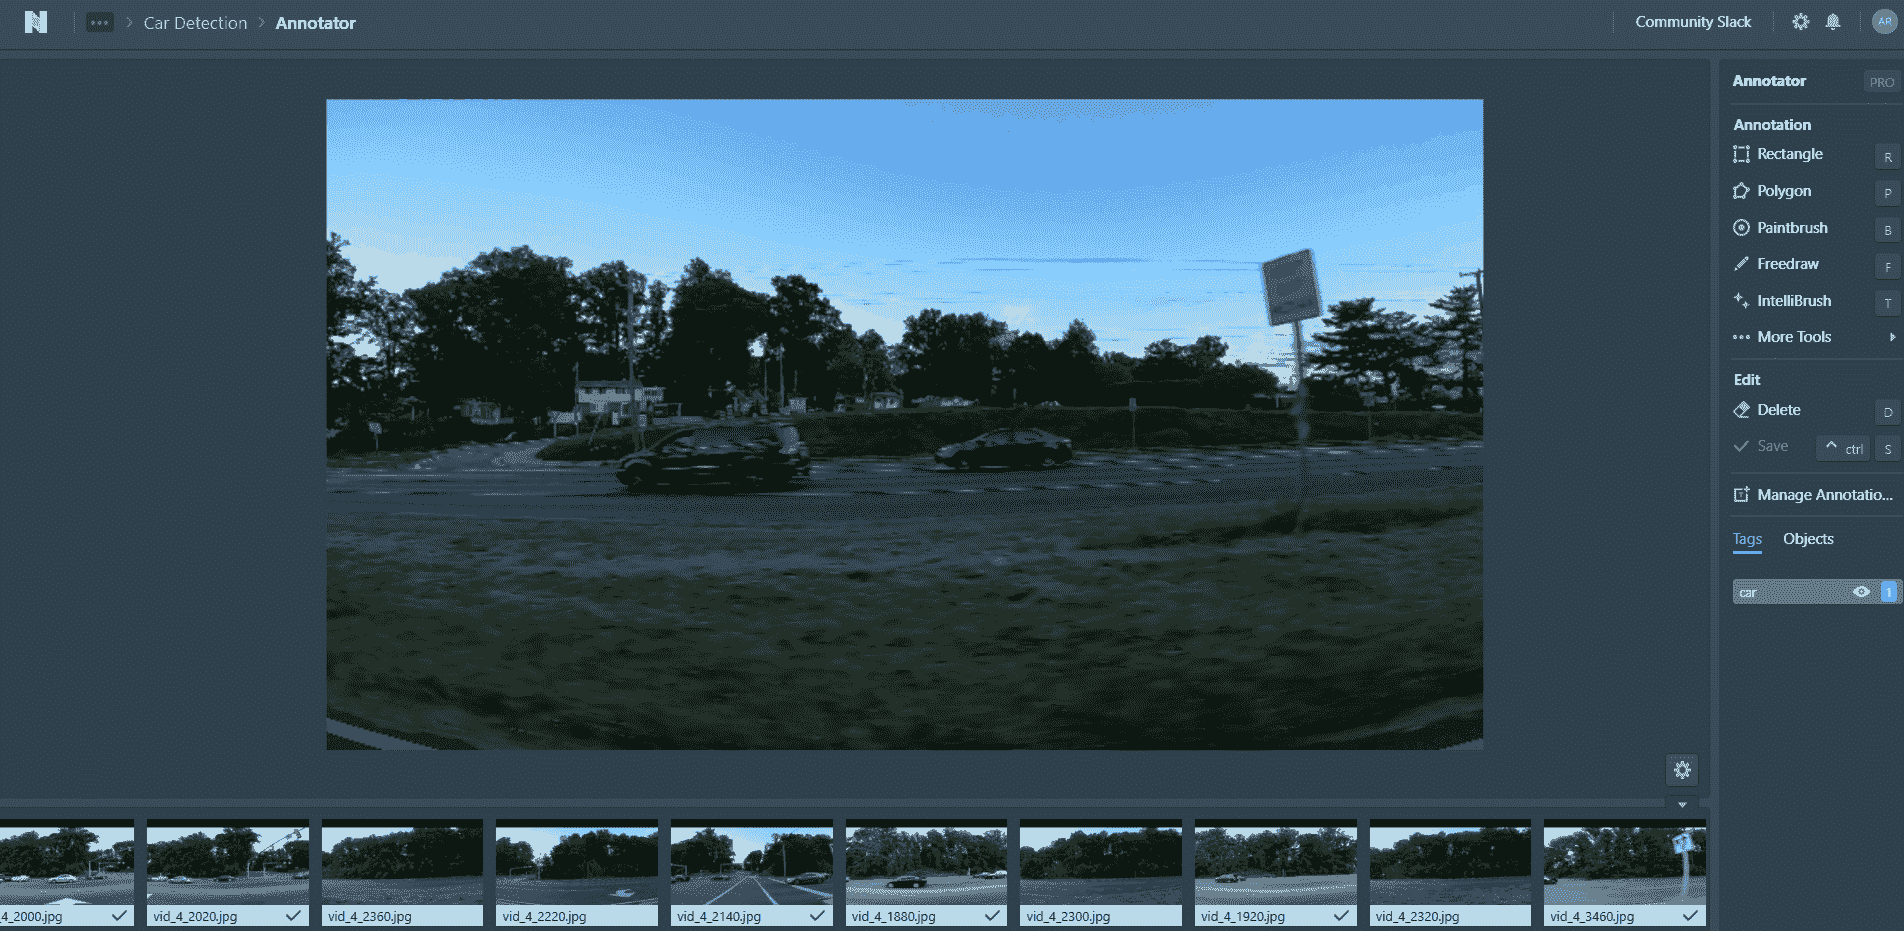 N ••• > Car Detection > Annotator Community Slack AR
Annotator PRO
Annotation
Rectangle R
Polygon P
Paintbrush B
Freedraw F
IntelliBrush T
More Tools
Edit
Delete D
Save ^ ctrl S
Manage Annotatio...
Tags Objects
car 1
4_2000.jpg vid_4_2020.jpg vid_4_2360.jpg vid_4_2220.jpg vid_4_2140.jpg vid_4_1880.jpg vid_4_2300.jpg vid_4_1920.jpg vid_4_2320.jpg vid_4_3460.jpg